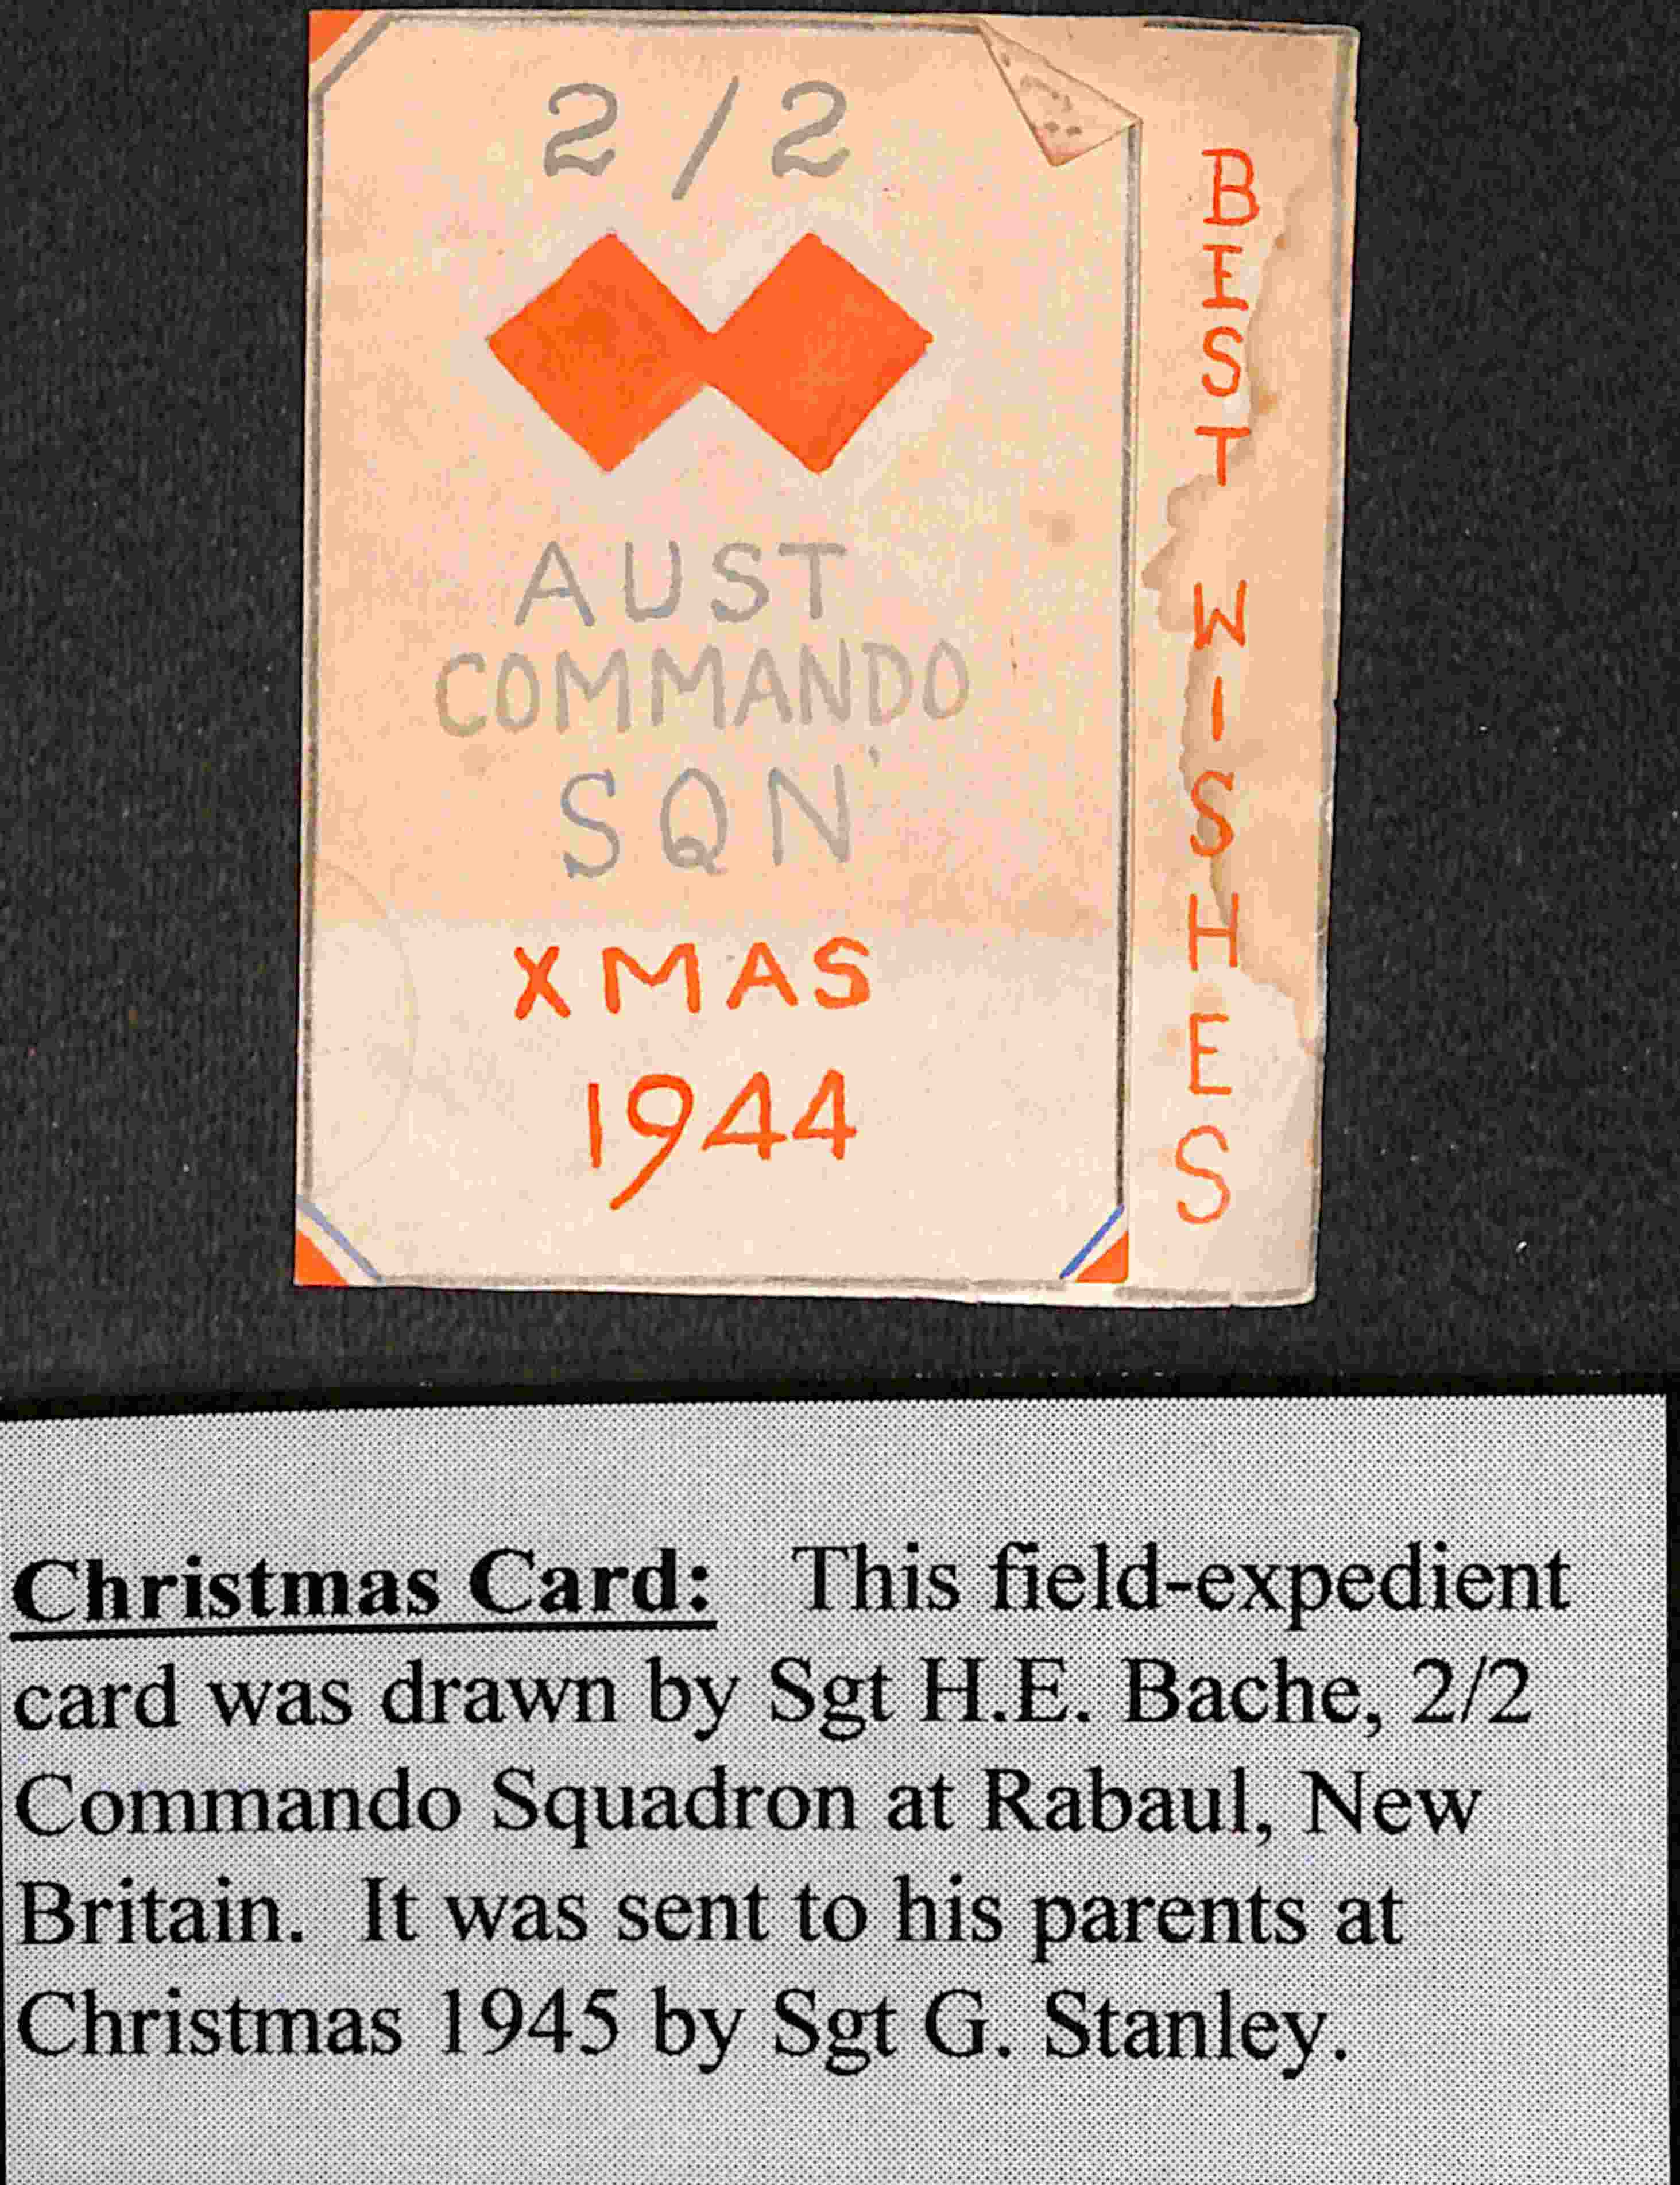 2/2
AUST
COMMANDO
SQN'
XMAS
1944
BEST WISHES
Christmas Card: This field-expedient
card was drawn by Sgt H.E. Bache, 2/2
Commando Squadron at Rabaul, New
Britain. It was sent to his parents at
Christmas 1945 by Sgt G. Stanley.